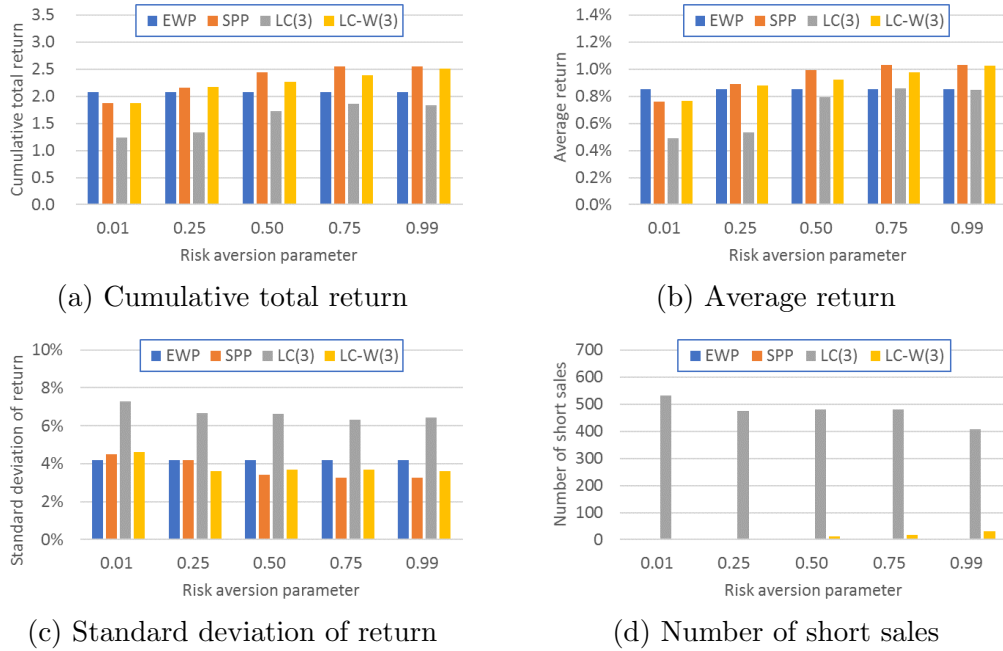 EWP SPP LC(3) LC-W(3)
Cumulative total return
3.5
3.0
2.5
2.0
1.5
1.0
0.5
0.0
0.01 0.25 0.50 0.75 0.99
Risk aversion parameter
(a) Cumulative total return
EWP SPP LC(3) LC-W(3)
Average return
1.4%
1.2%
1.0%
0.8%
0.6%
0.4%
0.2%
0.0%
0.01 0.25 0.50 0.75 0.99
Risk aversion parameter
(b) Average return
EWP SPP LC(3) LC-W(3)
Standard deviation of return
10%
8%
6%
4%
2%
0%
0.01 0.25 0.50 0.75 0.99
Risk aversion parameter
(c) Standard deviation of return
EWP SPP LC(3) LC-W(3)
Number of short sales
700
600
500
400
300
200
100
0
0.01 0.25 0.50 0.75 0.99
Risk aversion parameter
(d) Number of short sales